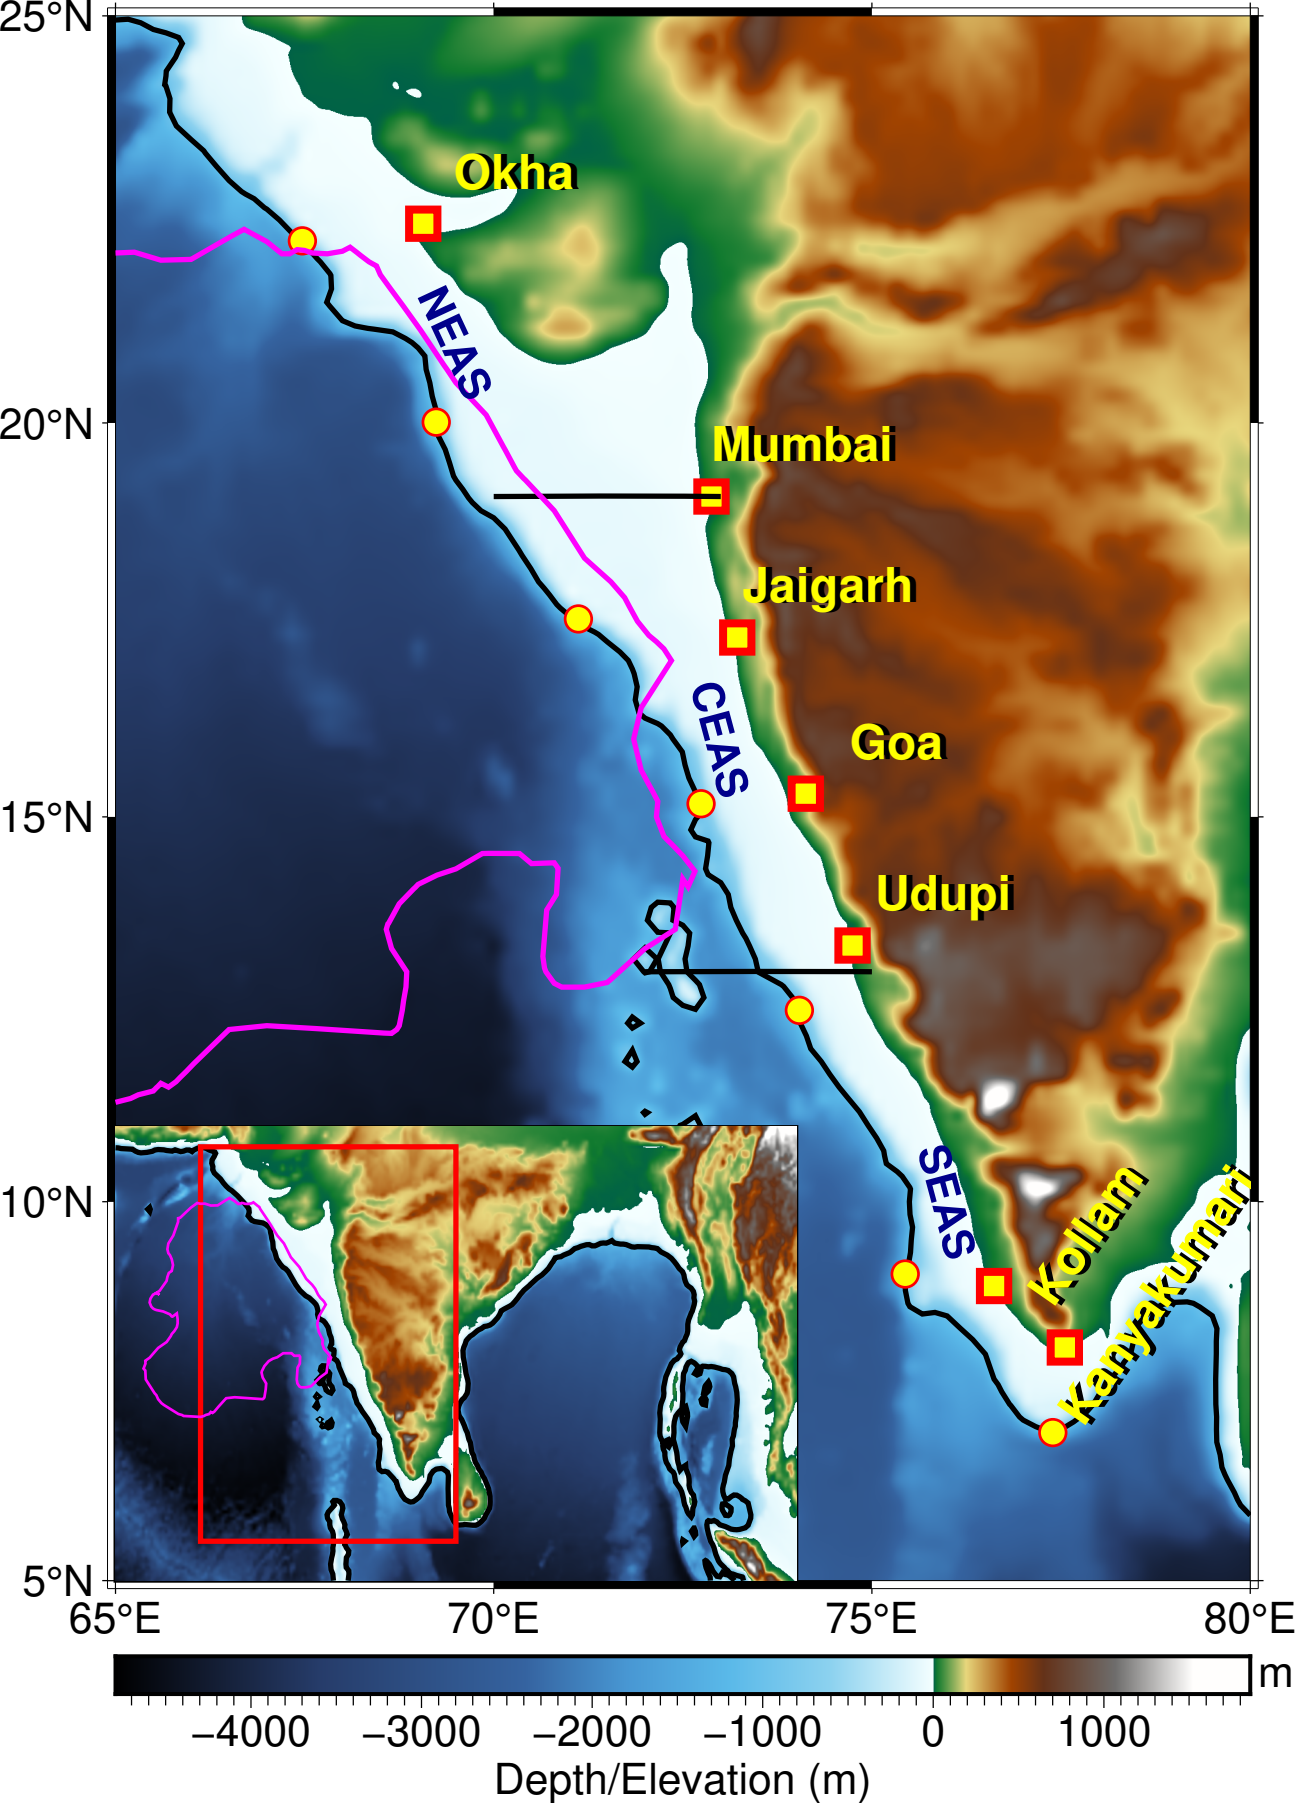 25°N
Okha
NEAS
20°N
Mumbai
Jaigarh
CEAS
Goa
15°N
Udupi
SEAS
10°N
Kollam
Kanyakumari
5°N
65°E
70°E
75°E
80°E
m
−4000
−3000
−2000
−1000
0
1000
Depth/Elevation (m)